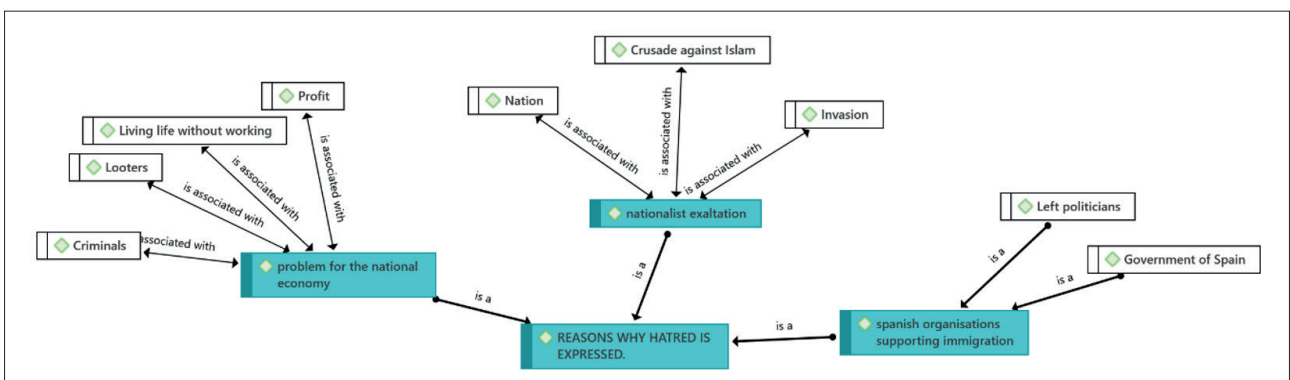 Crusade against Islam
Profit
Nation
Invasion
Living life without working
Looters
Criminals
is associated with
is associated with
is associated with
associated with
is associated with
is associated with
is associated with
nationalist exaltation
Left politicians
Government of Spain
problem for the national
economy
is a
is a
is a
is a
is a
REASONS WHY HATRED IS
EXPRESSED.
spanish organisations
supporting immigration